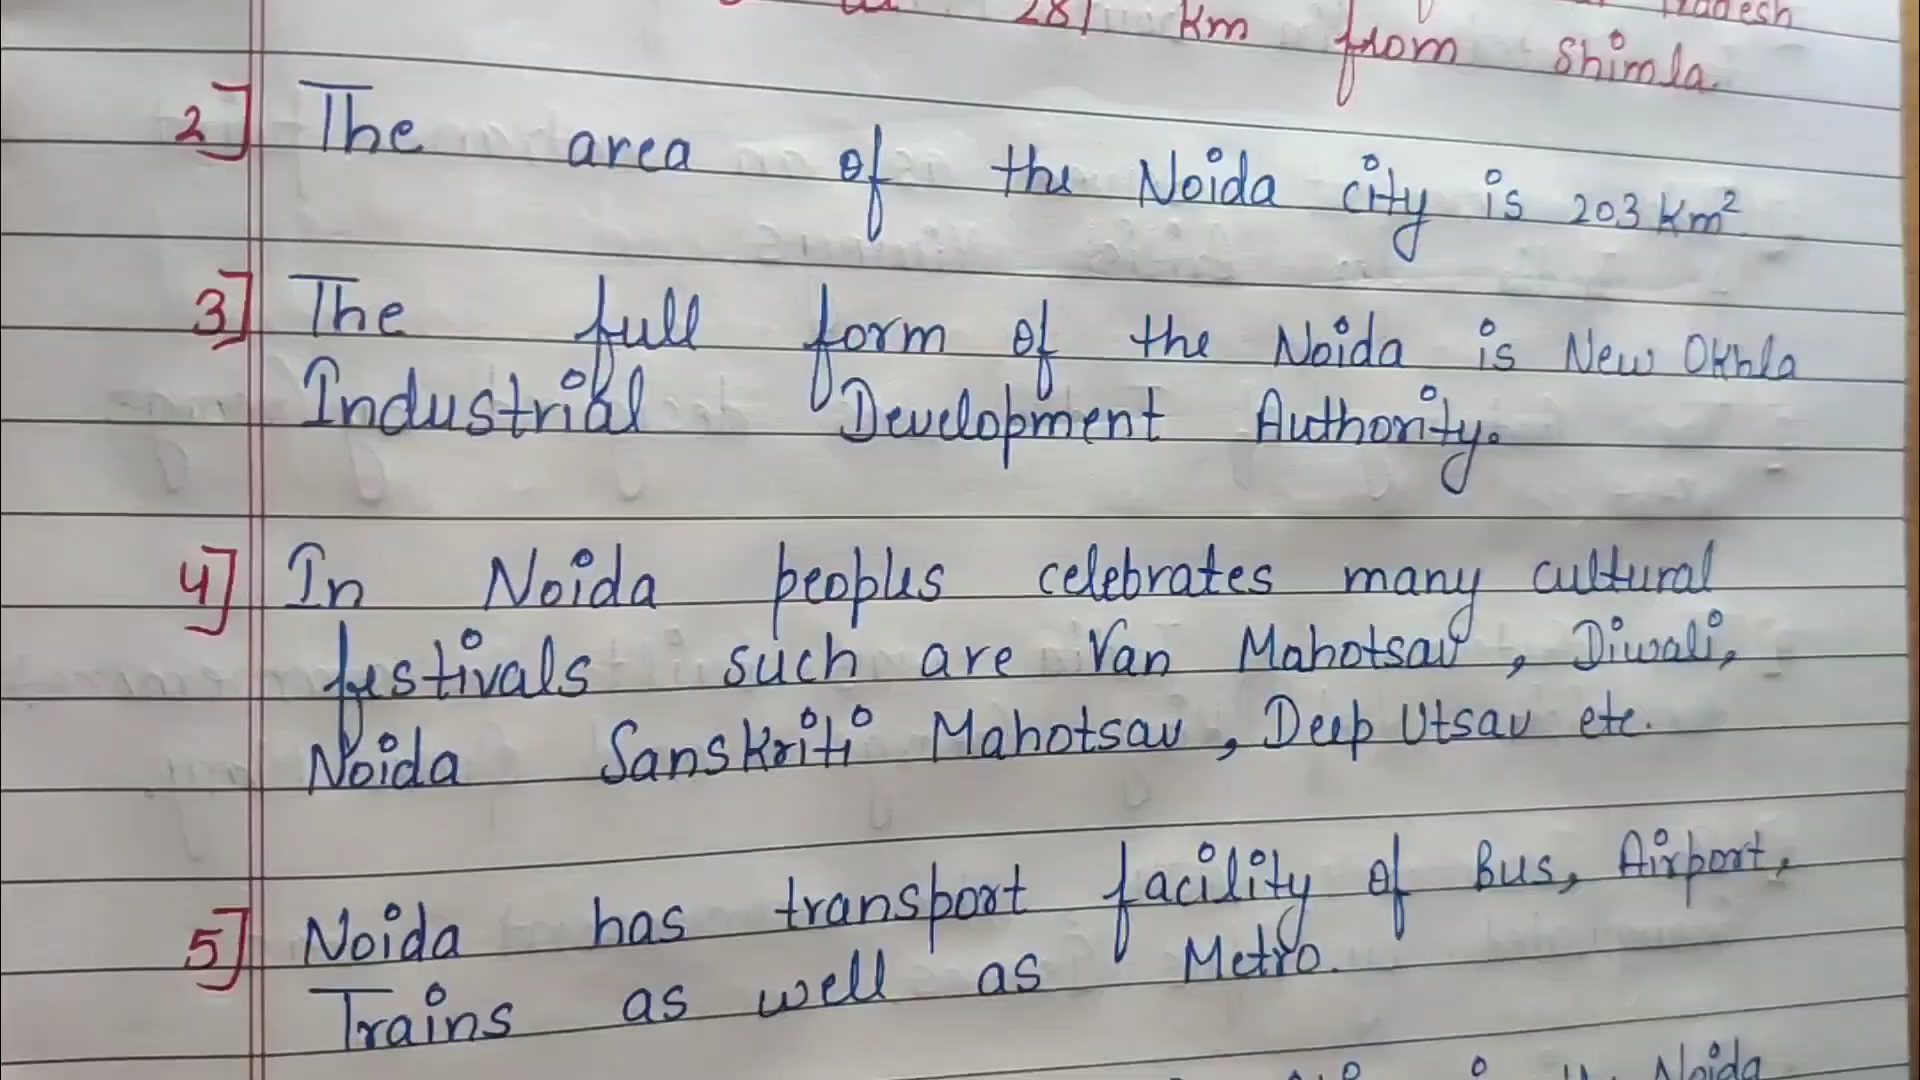 Pradesh
281 Km from Shimla.
2] The area of the Noida city is 203 Km²
3] The full form of the Noida is New Okhla
Industrial Development Authority.
4] In Noida peoples celebrates many cultural
festivals such are Van Mahotsav, Diwali,
Noida Sanskriti Mahotsav, Deep Utsav etc.
5] Noida has transport facility of Bus, Airport,
Trains as well as Metro.
Noida